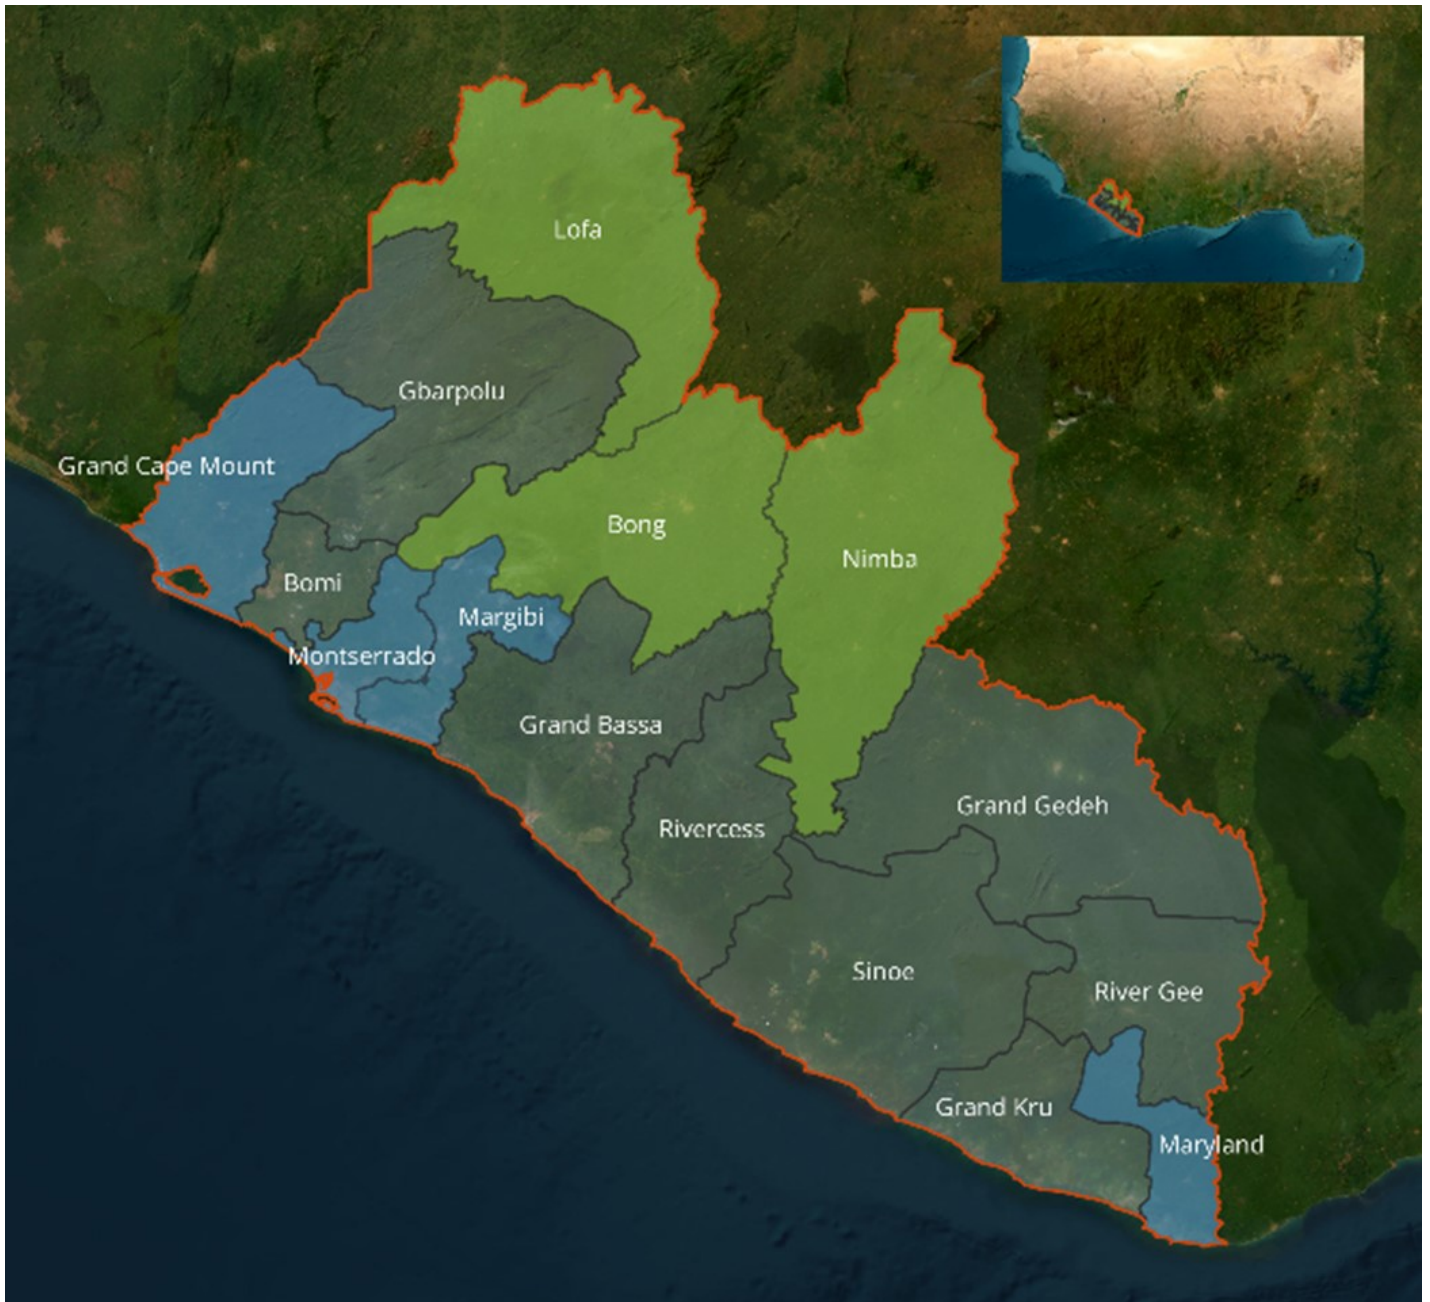 Lofa
Gbarpolu
Grand Cape Mount
Bong
Nimba
Bomi
Margibi
Montserrado
Grand Bassa
Grand Gedeh
Rivercess
Sinoe
River Gee
Grand Kru
Maryland